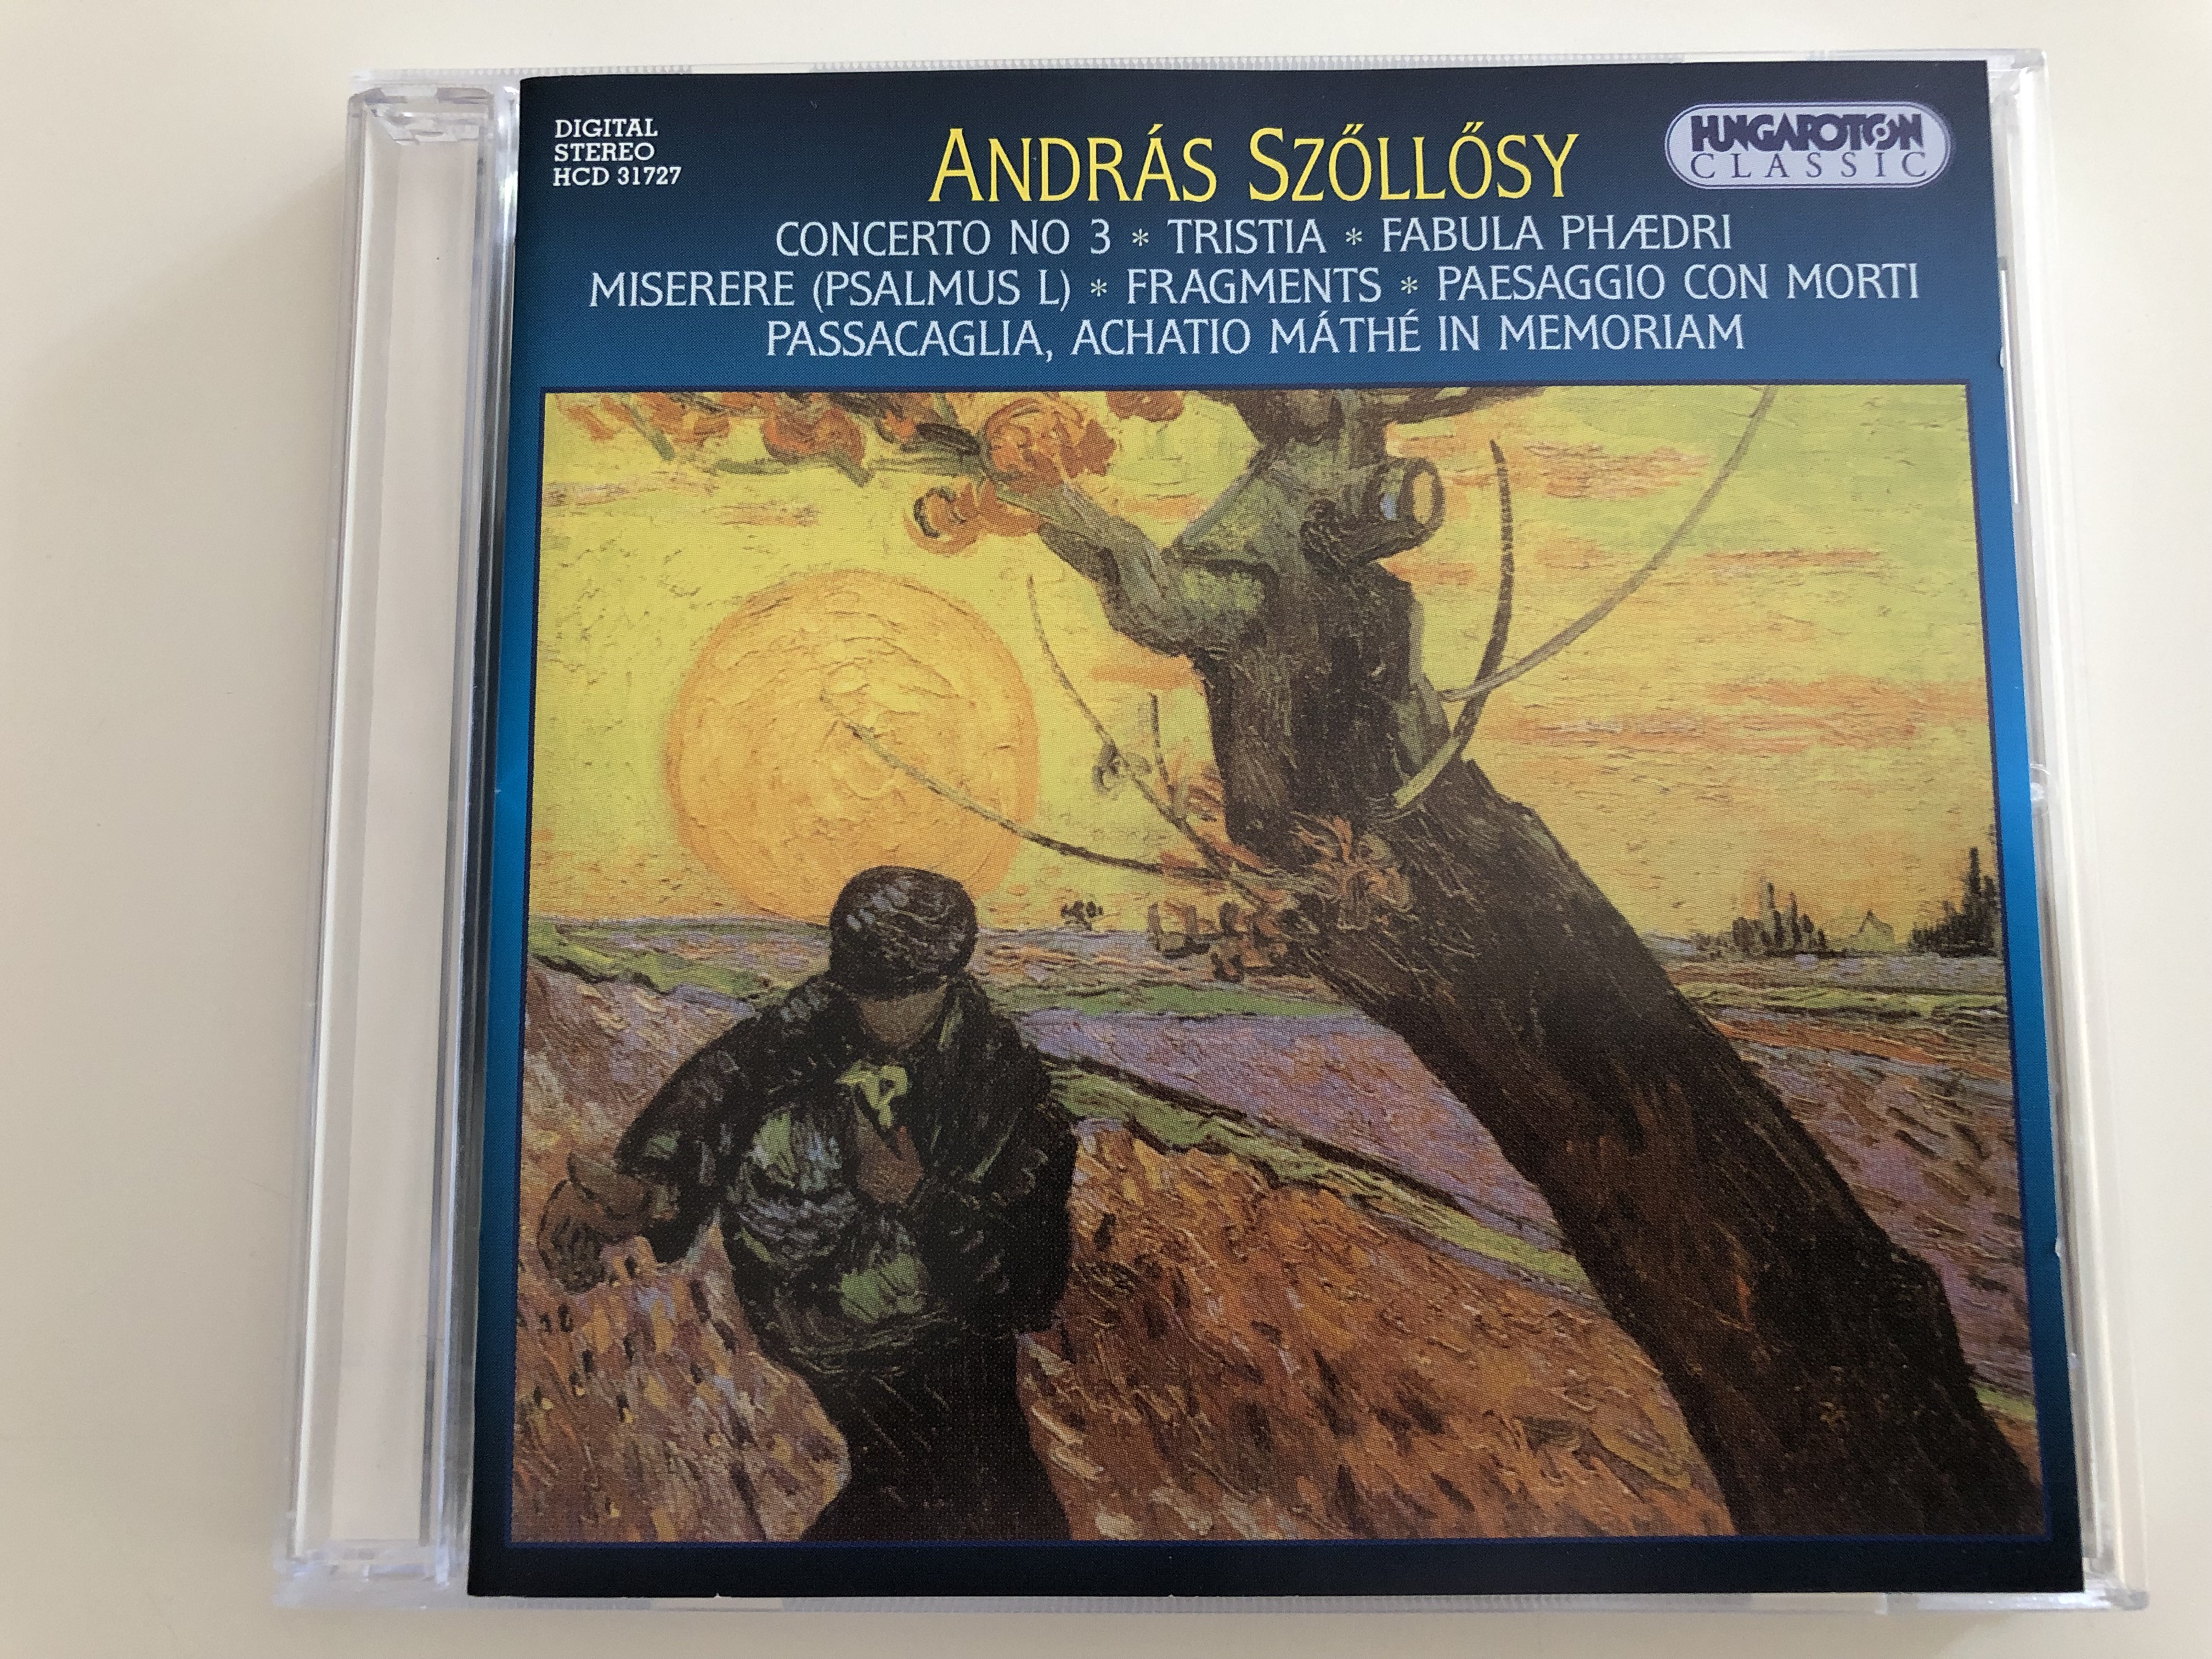 DIGITAL
STEREO
HCD 31727
ANDRÁS SZŐLLŐSY
HUNGAROTON
CLASSIC
CONCERTO NO 3 * TRISTIA * FABULA PHÆDRI
MISERERE (PSALMUS L) * FRAGMENTS * PAESAGGIO CON MORTI
PASSACAGLIA, ACHATIO MÁTHÉ IN MEMORIAM